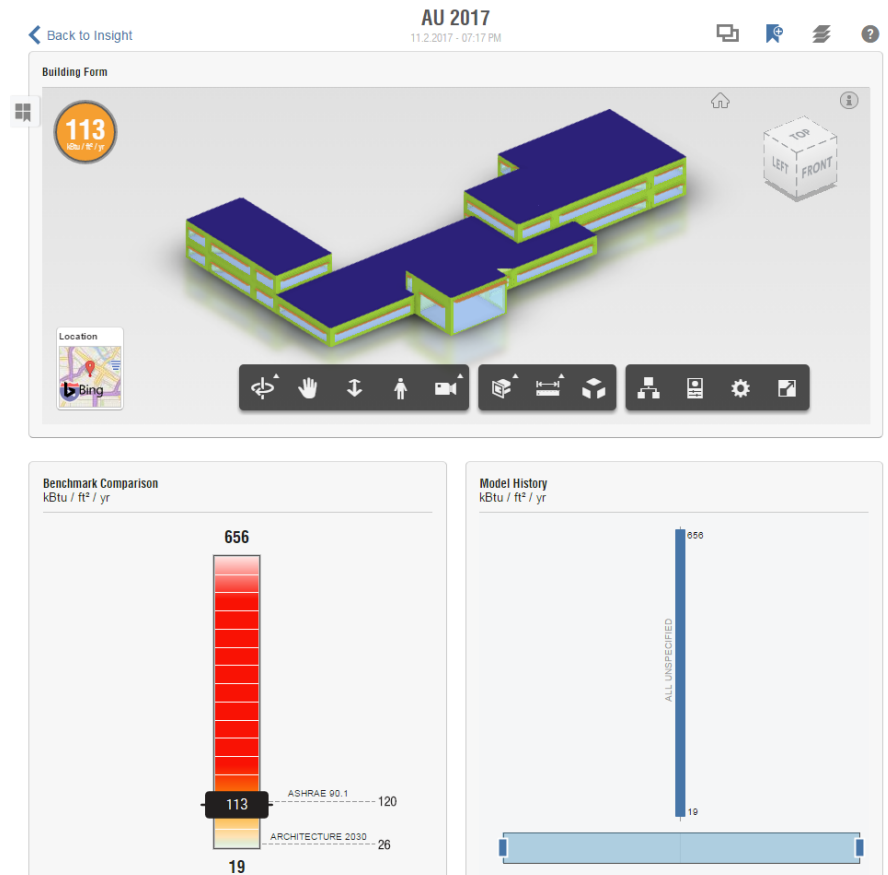 Back to Insight
AU 2017
11.2.2017 - 07:17 PM
?
Building Form
113
kBtu / ft² / yr
TOP
LEFT
FRONT
Location
Bing
Benchmark Comparison
kBtu / ft² / yr
656
ASHRAE 90.1
120
113
ARCHITECTURE 2030
26
19
Model History
kBtu / ft² / yr
656
ALL UNSPECIFIED
19